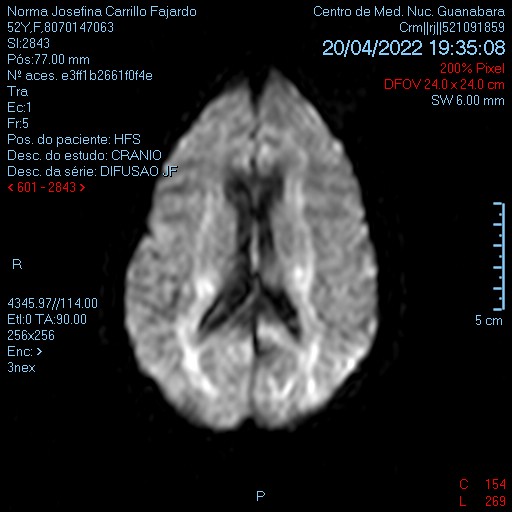 Norma Josefina Carrillo Fajardo
52Y,F,8070147063
Sl:2843
Pós:77.00 mm
Nº aces. e3ff1b2661f0f4e
Tra
Ec:1
Fr:5
Pos. do paciente: HFS
Desc. do estudo: CRANIO
Desc. da série: DIFUSAO JF
< 601 - 2843 >
Centro de Med. Nuc. Guanabara
Crm||rj||521091859
20/04/2022 19:35:08
200% Pixel
DFOV 24.0 x 24.0 cm
SW 6.00 mm
R
5 cm
4345.97//114.00
Etl:0 TA:90.00
256x256
Enc: >
3nex
P
C 154
L 269